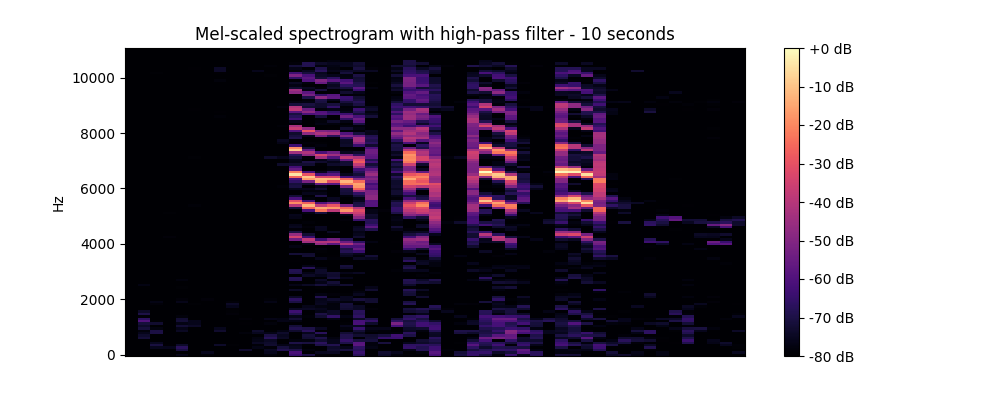 Mel-scaled spectrogram with high-pass filter - 10 seconds
Hz
10000
8000
6000
4000
2000
0
+0 dB
-10 dB
-20 dB
-30 dB
-40 dB
-50 dB
-60 dB
-70 dB
-80 dB